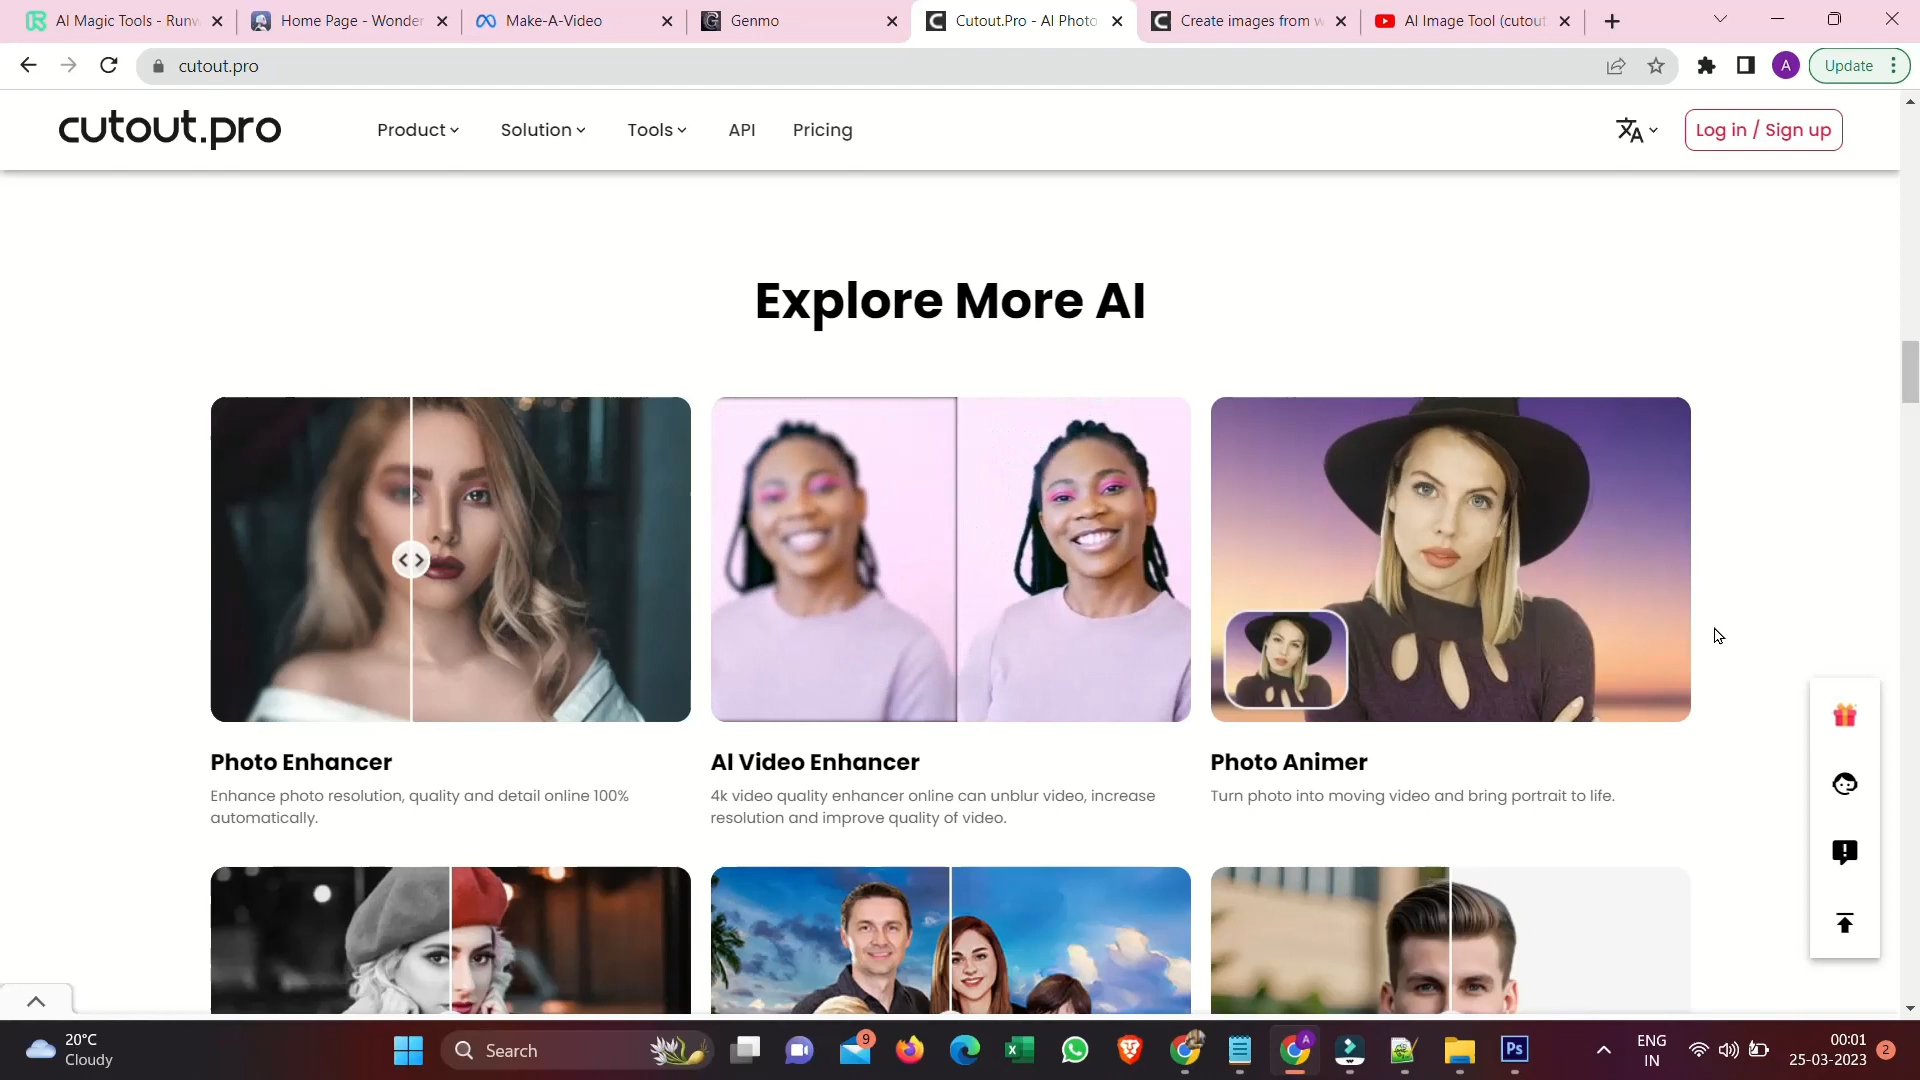 AI Magic Tools - Runw
Home Page - Wonder
Make-A-Video
Genmo
Cutout.Pro - AI Photo
Create images from w
AI Image Tool (cutout
cutout.pro
Update
cutout.pro
Product
Solution
Tools
API
Pricing
Log in / Sign up
Explore More AI
Photo Enhancer
Enhance photo resolution, quality and detail online 100%
automatically.
AI Video Enhancer
4k video quality enhancer online can unblur video, increase
resolution and improve quality of video.
Photo Animer
Turn photo into moving video and bring portrait to life.
20°C
Cloudy
Search
9
ENG
IN
00:01
25-03-2023
2
A
A
Ps